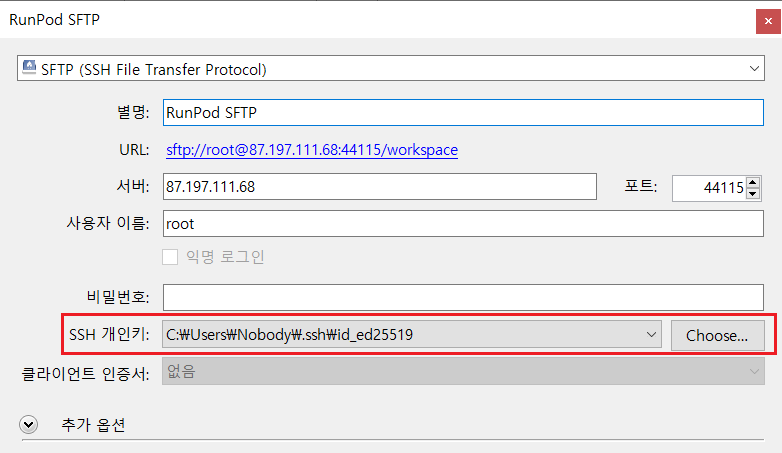 RunPod SFTP
SFTP (SSH File Transfer Protocol)
별명: RunPod SFTP
URL: sftp://root@87.197.111.68:44115/workspace
서버: 87.197.111.68 포트: 44115
사용자 이름: root
익명 로그인
비밀번호:
SSH 개인키: C:₩Users₩Nobody₩.ssh₩id_ed25519 Choose...
클라이언트 인증서: 없음
추가 옵션